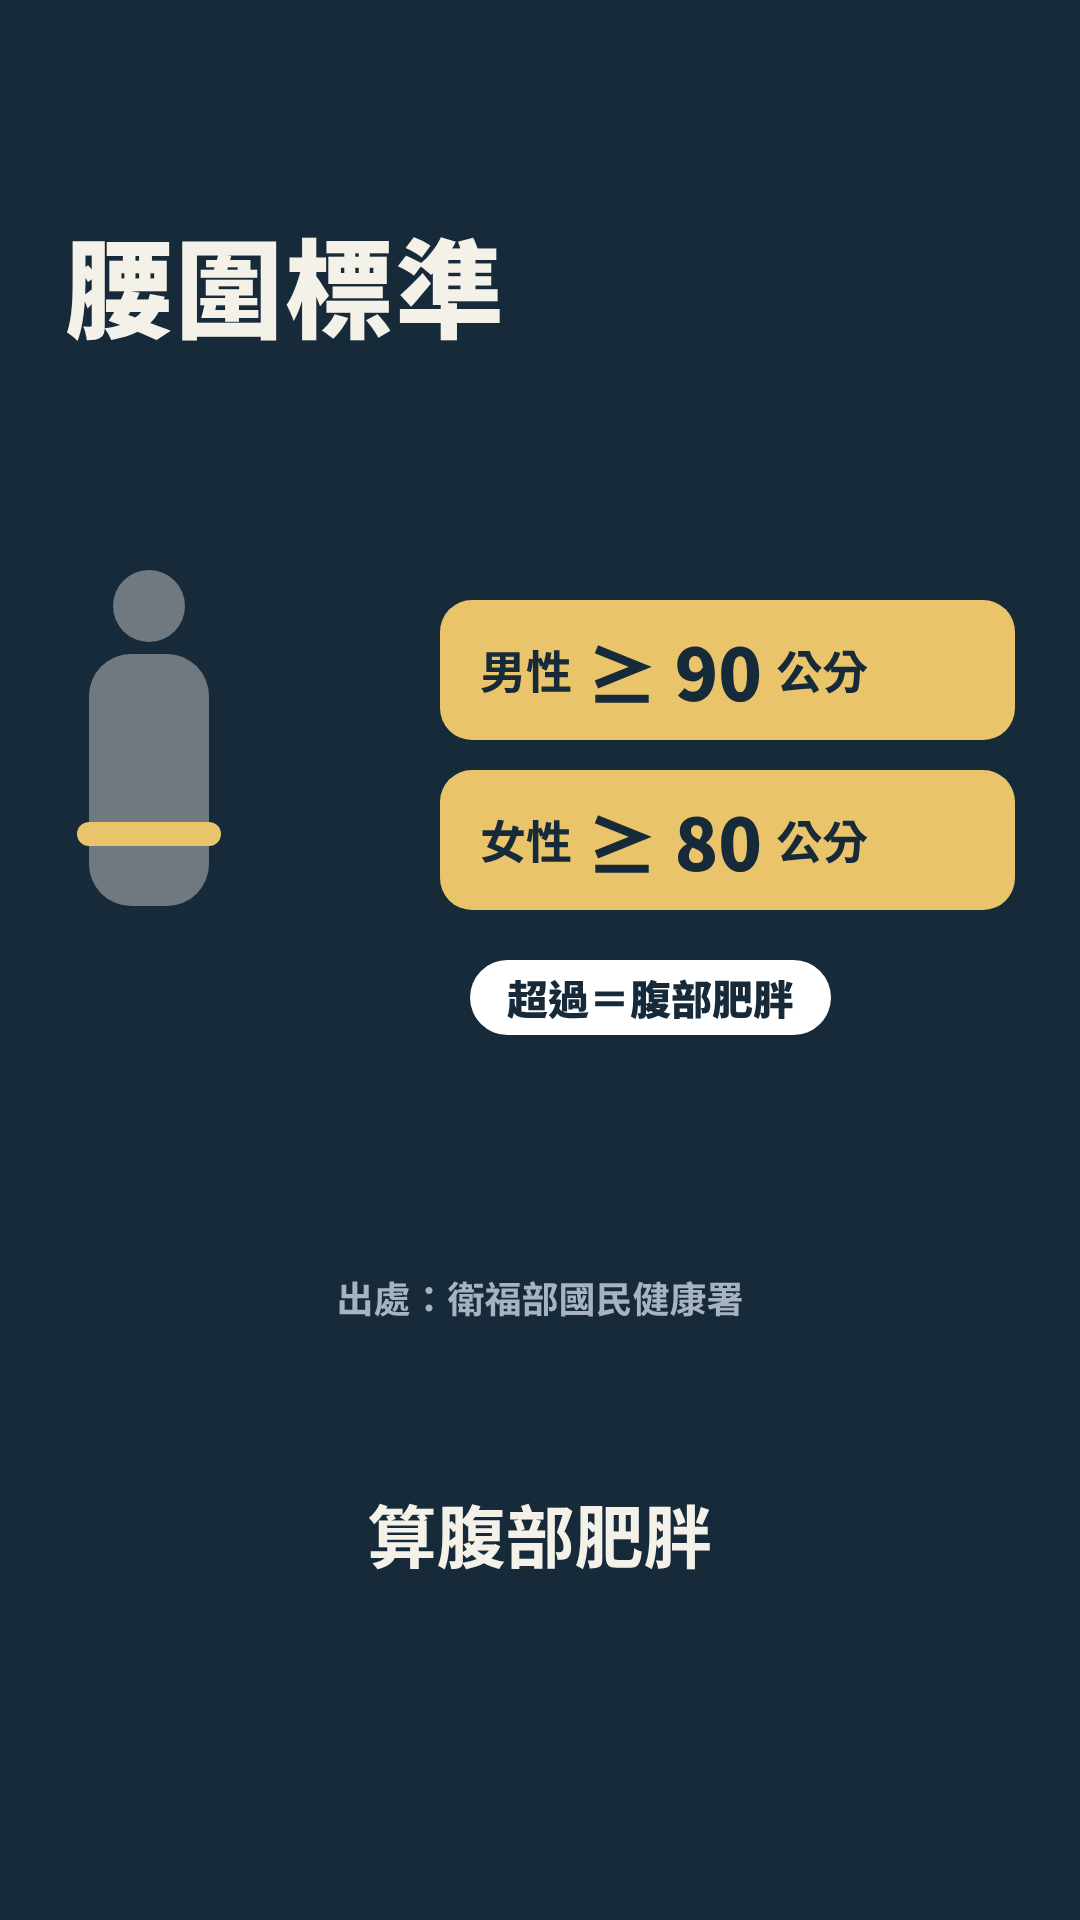 腰圍標準
男性 ≥ 90 公分
女性 ≥ 80 公分
超過＝腹部肥胖
出處：衛福部國民健康署
算腹部肥胖